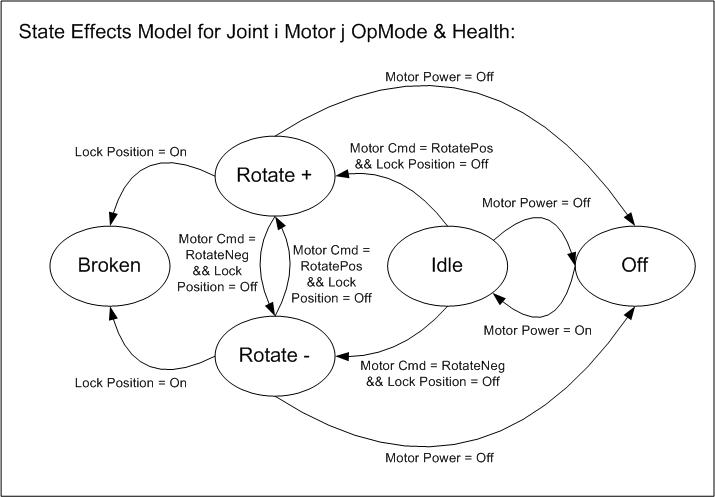 State Effects Model for Joint i Motor j OpMode & Health:
Motor Power = Off
Lock Position = On
Motor Cmd = RotatePos
&& Lock Position = Off
Rotate +
Motor Power = Off
Motor Cmd =
RotateNeg
&& Lock
Position = Off
Motor Cmd =
RotatePos
&& Lock
Position = Off
Broken
Idle
Off
Motor Power = On
Rotate -
Motor Cmd = RotateNeg
&& Lock Position = Off
Lock Position = On
Motor Power = Off